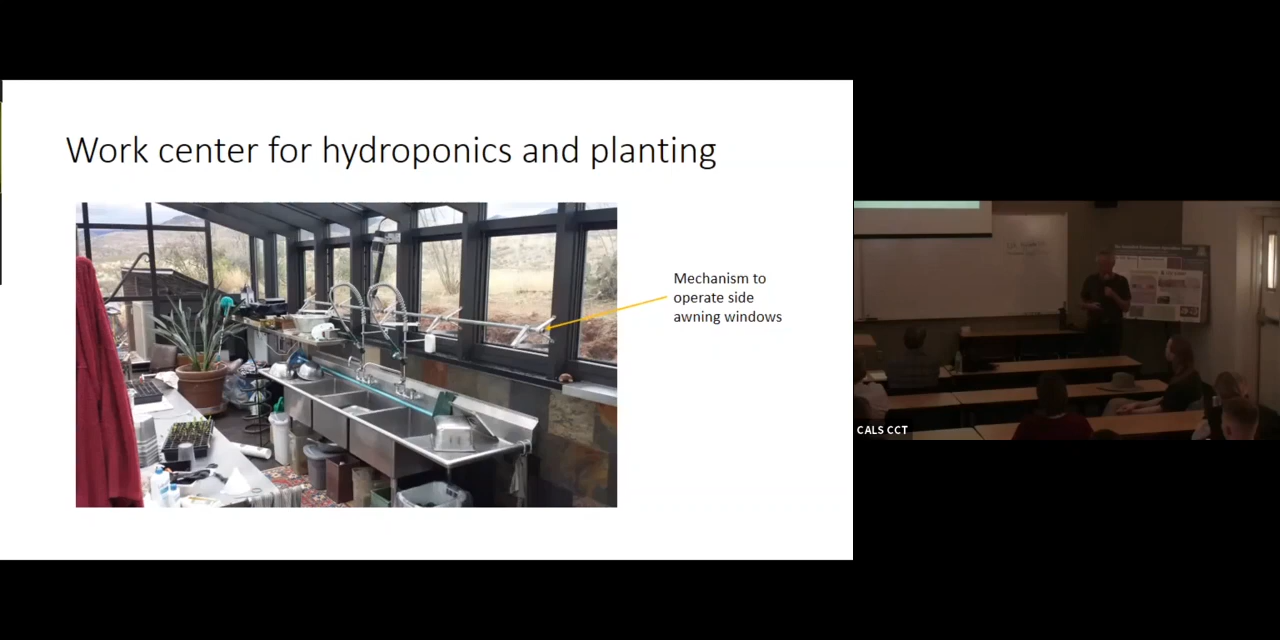 Work center for hydroponics and planting
Mechanism to
operate side
awning windows
CALS CCT